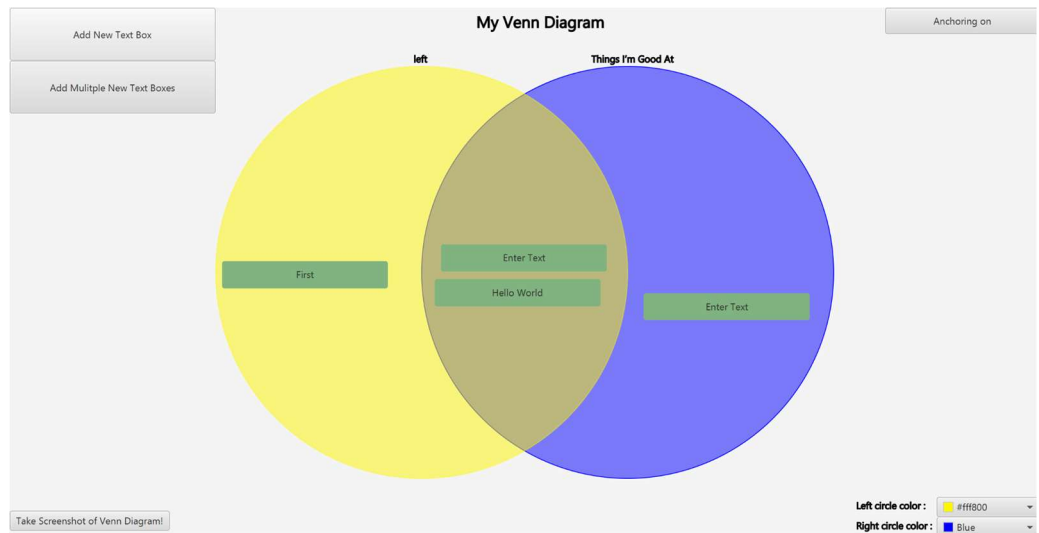 My Venn Diagram
Add New Text Box
Anchoring on
Add Mulitple New Text Boxes
left
Things I'm Good At
First
Enter Text
Hello World
Enter Text
Take Screenshot of Venn Diagram!
Left circle color :
#fff800
Right circle color :
Blue